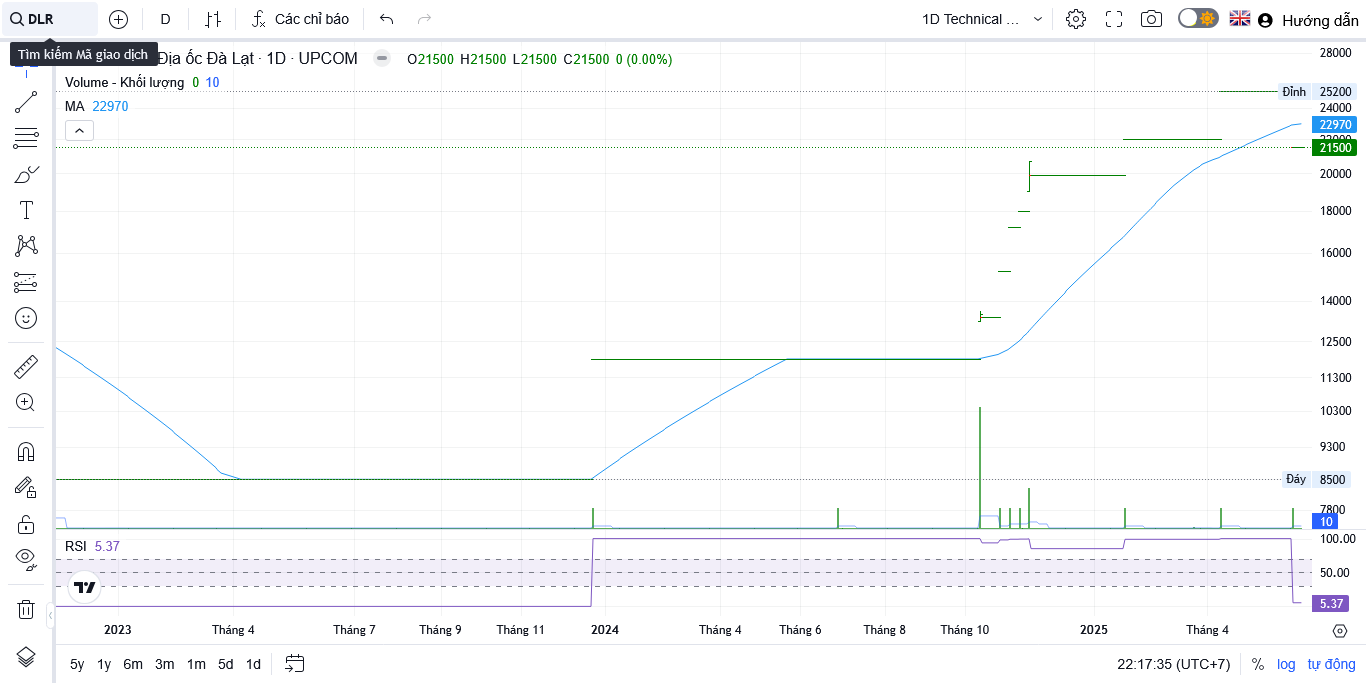 DLR D Các chỉ báo 1D Technical ... Hướng dẫn
Tìm kiếm Mã giao dịch
Địa ốc Đà Lạt · 1D · UPCOM O21500 H21500 L21500 C21500 0 (0.00%)
Volume - Khối lượng 0 10
MA 22970
28000
Đỉnh 25200
24000
22970
21500
20000
18000
16000
14000
12500
11300
10300
9300
Đáy 8500
7800
10
RSI 5.37
100.00
50.00
5.37
2023 Tháng 4 Tháng 7 Tháng 9 Tháng 11 2024 Tháng 4 Tháng 6 Tháng 8 Tháng 10 2025 Tháng 4
5y 1y 6m 3m 1m 5d 1d 22:17:35 (UTC+7) % log tự động